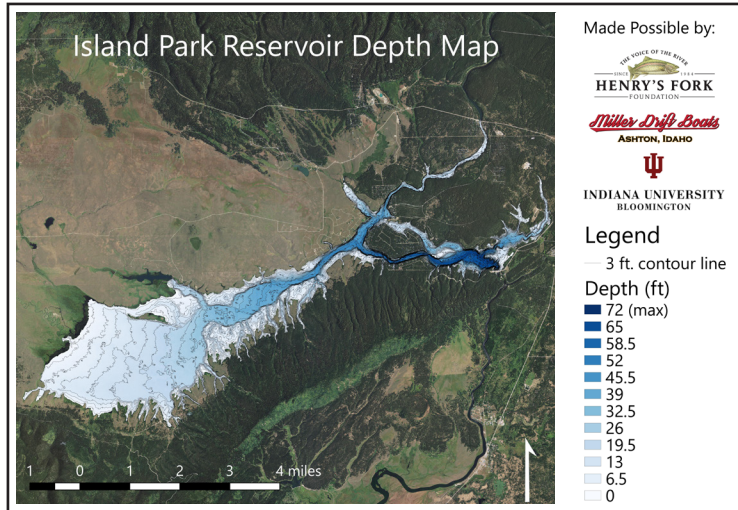 Island Park Reservoir Depth Map
1 0 1 2 3 4 miles
Made Possible by:
THE VOICE OF THE RIVER
SINCE 1984
HENRY'S FORK
FOUNDATION
Miller Drift Boats
ASHTON, IDAHO
INDIANA UNIVERSITY
BLOOMINGTON
Legend
3 ft. contour line
Depth (ft)
72 (max)
65
58.5
52
45.5
39
32.5
26
19.5
13
6.5
0